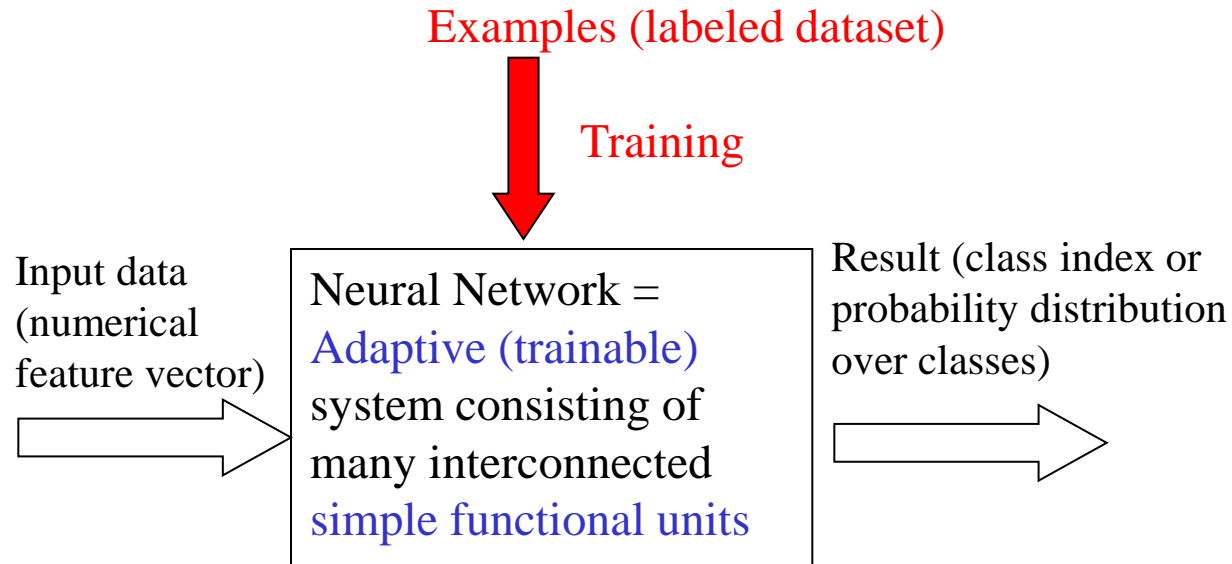 Examples (labeled dataset)
Training
Input data
(numerical
feature vector)
Neural Network =
Adaptive (trainable)
system consisting of
many interconnected
simple functional units
Result (class index or
probability distribution
over classes)